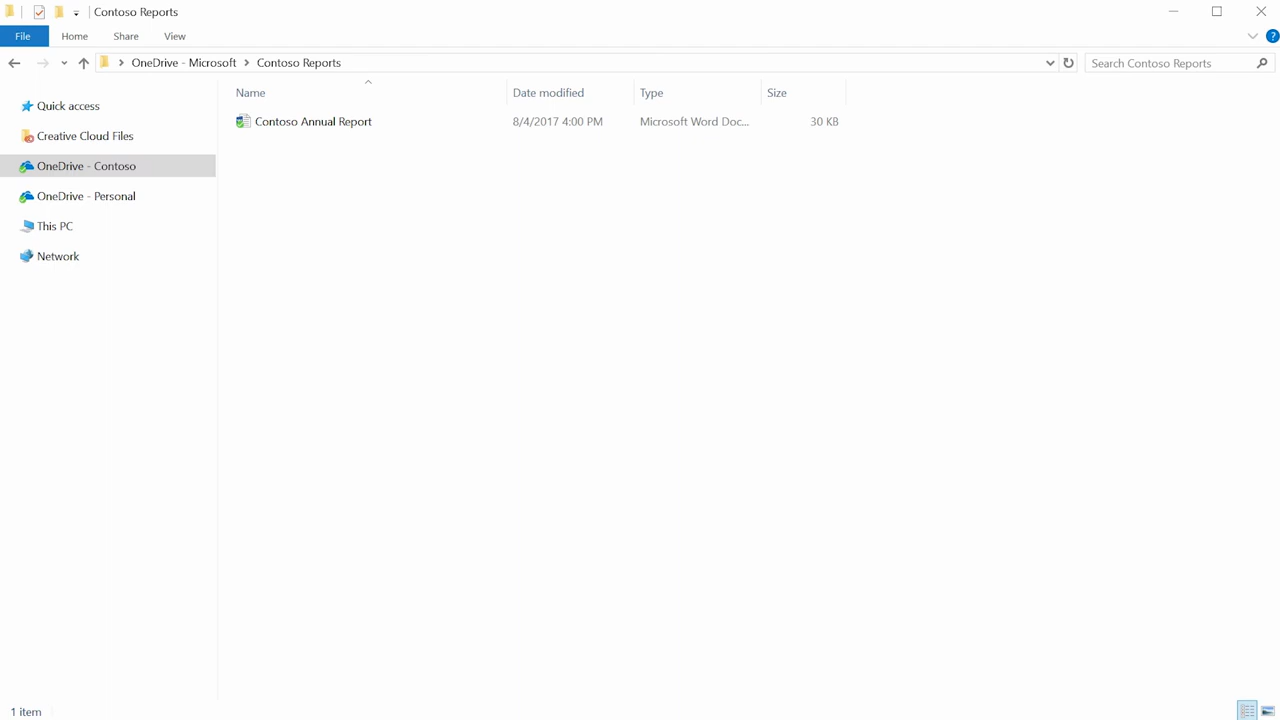 Contoso Reports
File Home Share View
?
OneDrive - Microsoft Contoso Reports Search Contoso Reports
Name Date modified Type Size
Contoso Annual Report 8/4/2017 4:00 PM Microsoft Word Doc... 30 KB
Quick access
Creative Cloud Files
OneDrive - Contoso
OneDrive - Personal
This PC
Network
1 item